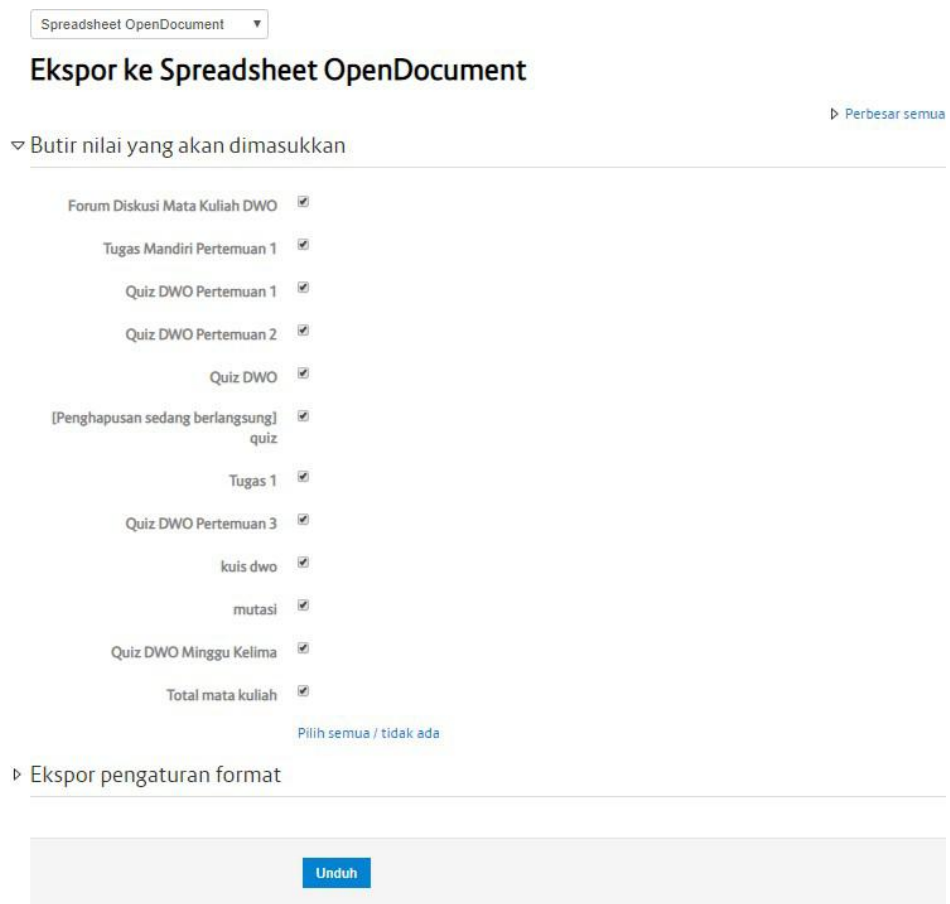 Spreadsheet OpenDocument
Ekspor ke Spreadsheet OpenDocument
Perbesar semua
Butir nilai yang akan dimasukkan
Forum Diskusi Mata Kuliah DWO
Tugas Mandiri Pertemuan 1
Quiz DWO Pertemuan 1
Quiz DWO Pertemuan 2
Quiz DWO
[Penghapusan sedang berlangsung]
quiz
Tugas 1
Quiz DWO Pertemuan 3
kuis dwo
mutasi
Quiz DWO Minggu Kelima
Total mata kuliah
Pilih semua / tidak ada
Ekspor pengaturan format
Unduh